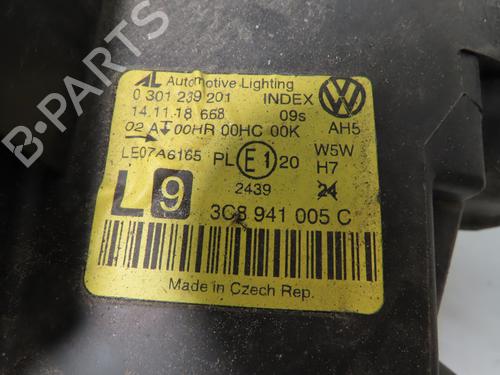 AL Automotive Lighting
0 301 239 201 INDEX
14.11.18 668 09s
02 A 00HR 00HC 00K AH5
LE07A6165 PL E1 20 W5W
H7
2439 24
L 9 3C8 941 005 C
Made in Czech Rep.
B PARTS